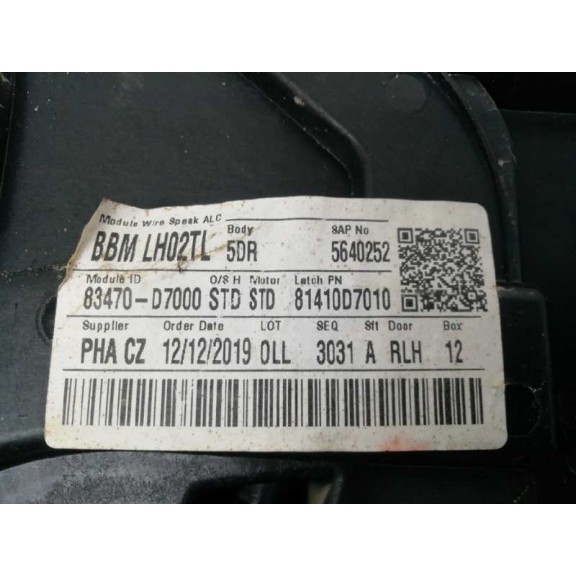 Module Wire Speak ALC Body SAP No
BBM LH02TL 5DR 5640252
Module ID O/S H Motor Latch PN
83470-D7000 STD STD 81410D7010
Supplier Order Date LOT SEQ Sft Door Box
PHA CZ 12/12/2019 OLL 3031 A RLH 12